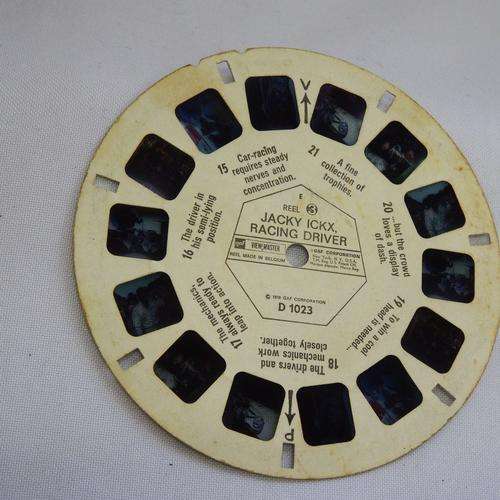 V
15 Car-racing
requires steady
nerves and
concentration.
21 A fine
collection of
trophies.
20 ...but the crowd
loves a display
of dash.
19 To win a cool
head is needed...
18 The drivers and
mechanics work
closely together.
17 The mechanics,
always ready to
leap into action.
16 The driver in
his semi-lying
position.
E
REEL 3
JACKY ICKX,
RACING DRIVER
VIEW-MASTER
GAF CORPORATION
REEL MADE IN BELGIUM
© GAF CORPORATION
D 1023
P